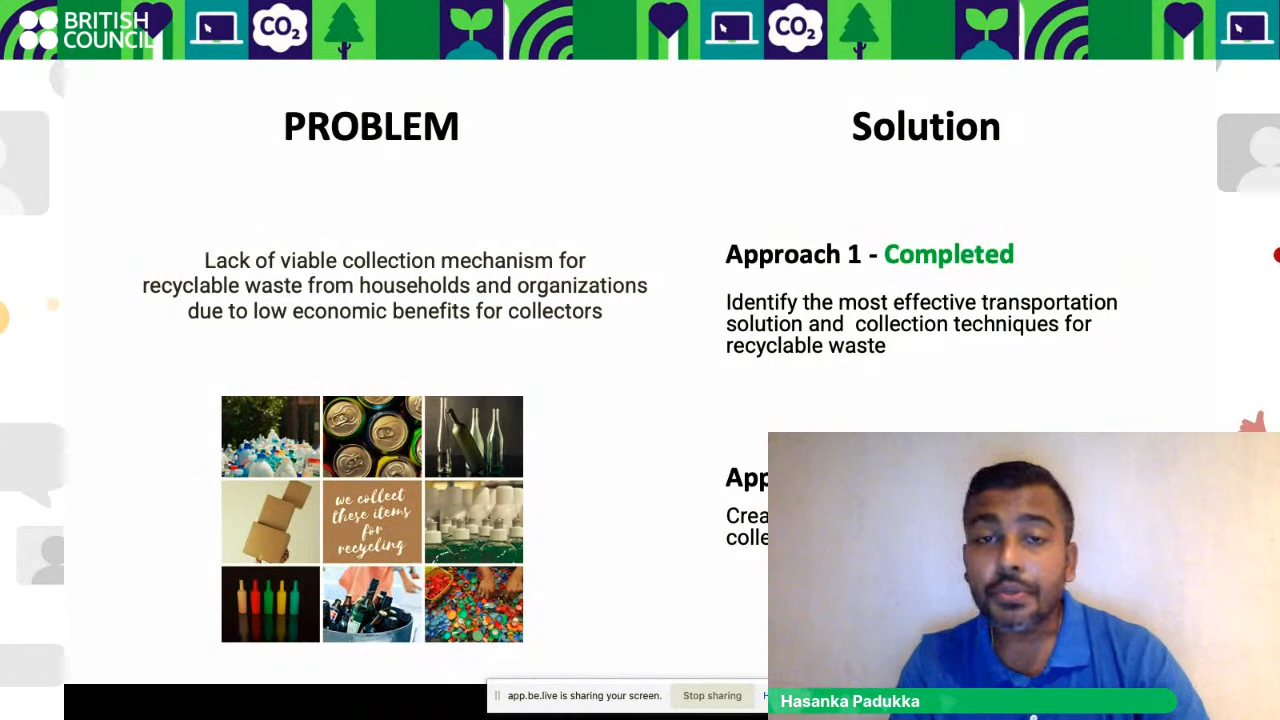 BRITISH
COUNCIL
CO₂
CO₂
PROBLEM
Solution
Lack of viable collection mechanism for
recyclable waste from households and organizations
due to low economic benefits for collectors
Approach 1 - Completed
Identify the most effective transportation
solution and collection techniques for
recyclable waste
we collect
these items
for
recycling
App
Crea
colle
app.be.live is sharing your screen.
Stop sharing
H
Hasanka Padukka